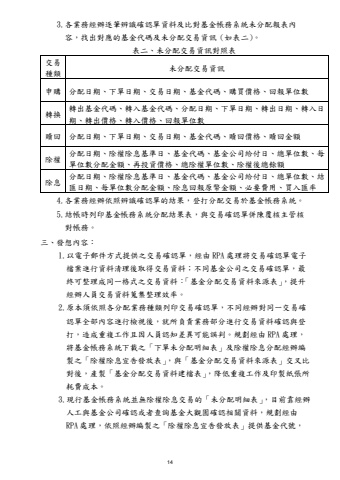 3.各業務經辦逐筆辨識確認單資料及比對基金帳務系統未分配報表內
容，找出對應的基金代碼及未分配交易資訊（如表二）。
表二、未分配交易資訊對照表
交易
種類
未分配交易資訊
申購
分配日期、下單日期、交易日期、基金代碼、購買價格、回報單位數
轉換
轉出基金代碼、轉入基金代碼、分配日期、下單日期、轉出日期、轉入日
期、轉出價格、轉入價格、回報單位數
贖回
分配日期、下單日期、交易日期、基金代碼、贖回價格、贖回金額
除權
分配日期、除權除息基準日、基金代碼、基金公司給付日、總單位數、每
單位數分配金額、再投資價格、總除權單位數、除權後總餘額
除息
分配日期、除權除息基準日、基金代碼、基金公司給付日、總單位數、結
匯日期、每單位數分配金額、除息回報原幣金額、必要費用、買入匯率
4.各業務經辦依照辨識確認單的結果，登打分配交易於基金帳務系統。
5.結帳時列印基金帳務系統分配結果表，與交易確認單併陳覆核主管核
對帳務。
三、發想內容：
1.以電子郵件方式提供之交易確認單，經由 RPA 處理將交易確認單電子
檔案進行資料清理後取得交易資料；不同基金公司之交易確認單，最
終可整理成同一格式之交易資料：「基金分配交易資料來源表」，提升
經辦人員交易資料蒐集整理效率。
2.原本須依照各分配業務種類列印交易確認單，不同經辦對同一交易確
認單全部內容進行檢視後，就所負責業務部分進行交易資料確認與登
打，造成重複工作且因人員認知差異可能誤判。規劃經由 RPA 處理，
將基金帳務系統下載之「下單未分配明細表」及除權除息分配經辦編
製之「除權除息宣告發放表」，與「基金分配交易資料來源表」交叉比
對後，產製「基金分配交易資料建檔表」，降低重複工作及印製紙張所
耗費成本。
3.現行基金帳務系統並無除權除息交易的「未分配明細表」，目前靠經辦
人工與基金公司確認或者查詢基金大觀園確認相關資料，規劃經由
RPA 處理，依照經辦編製之「除權除息宣告發放表」提供基金代號，
14